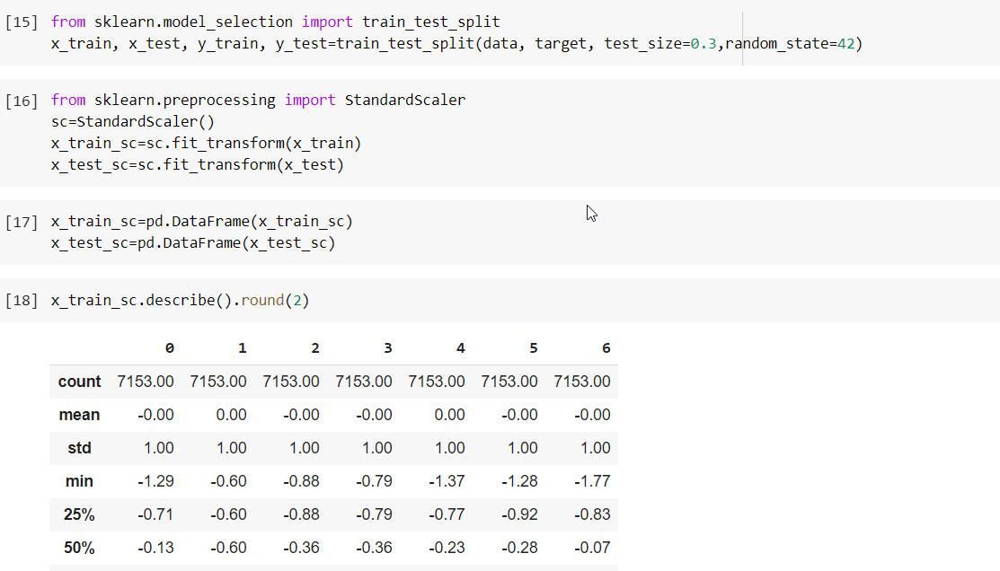 [15] from sklearn.model_selection import train_test_split
x_train, x_test, y_train, y_test=train_test_split(data, target, test_size=0.3,random_state=42)
[16] from sklearn.preprocessing import StandardScaler
sc=StandardScaler()
x_train_sc=sc.fit_transform(x_train)
x_test_sc=sc.fit_transform(x_test)
[17] x_train_sc=pd.DataFrame(x_train_sc)
x_test_sc=pd.DataFrame(x_test_sc)
[18] x_train_sc.describe().round(2)
0 1 2 3 4 5 6
count 7153.00 7153.00 7153.00 7153.00 7153.00 7153.00 7153.00
mean -0.00 0.00 -0.00 -0.00 0.00 -0.00 -0.00
std 1.00 1.00 1.00 1.00 1.00 1.00 1.00
min -1.29 -0.60 -0.88 -0.79 -1.37 -1.28 -1.77
25% -0.71 -0.60 -0.88 -0.79 -0.77 -0.92 -0.83
50% -0.13 -0.60 -0.36 -0.36 -0.23 -0.28 -0.07